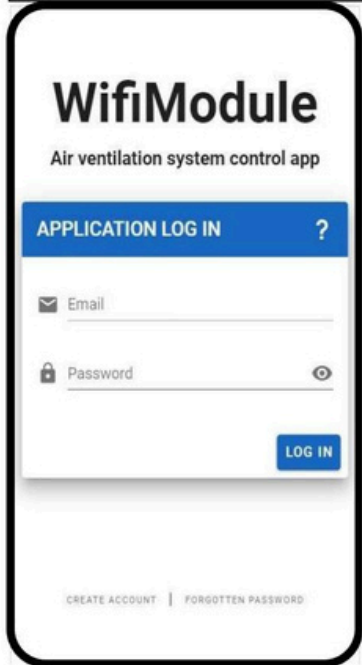 WifiModule
Air ventilation system control app
APPLICATION LOG IN ?
Email
Password
LOG IN
CREATE ACCOUNT | FORGOTTEN PASSWORD